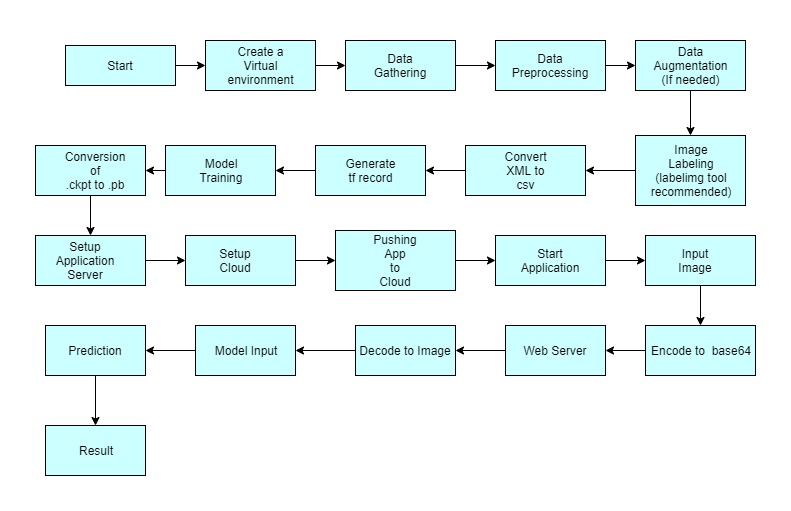 Start
Create a
Virtual
environment
Data
Gathering
Data
Preprocessing
Data
Augmentation
(If needed)
Image
Labeling
(labelimg tool
recommended)
Convert
XML to
csv
Generate
tf record
Model
Training
Conversion
of
.ckpt to .pb
Setup
Application
Server
Setup
Cloud
Pushing
App
to
Cloud
Start
Application
Input
Image
Encode to base64
Web Server
Decode to Image
Model Input
Prediction
Result